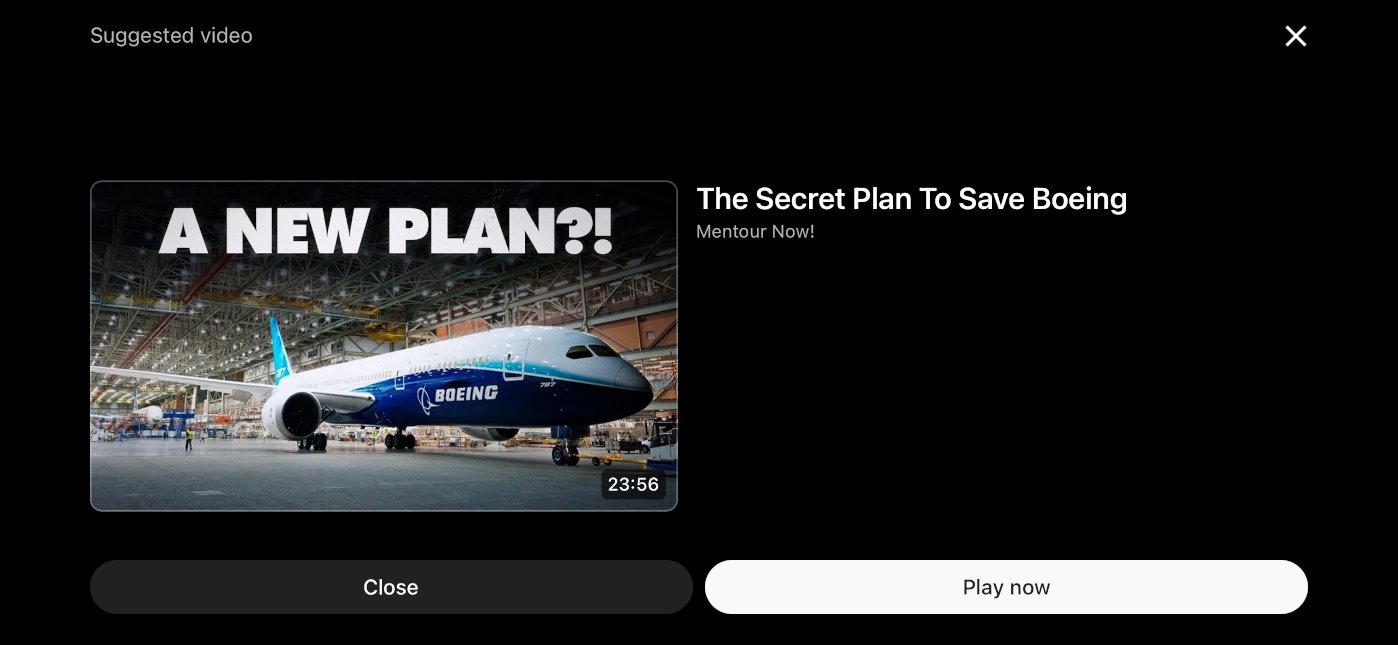 Suggested video
A NEW PLAN?!
BOEING
787
23:56
The Secret Plan To Save Boeing
Mentour Now!
Close
Play now